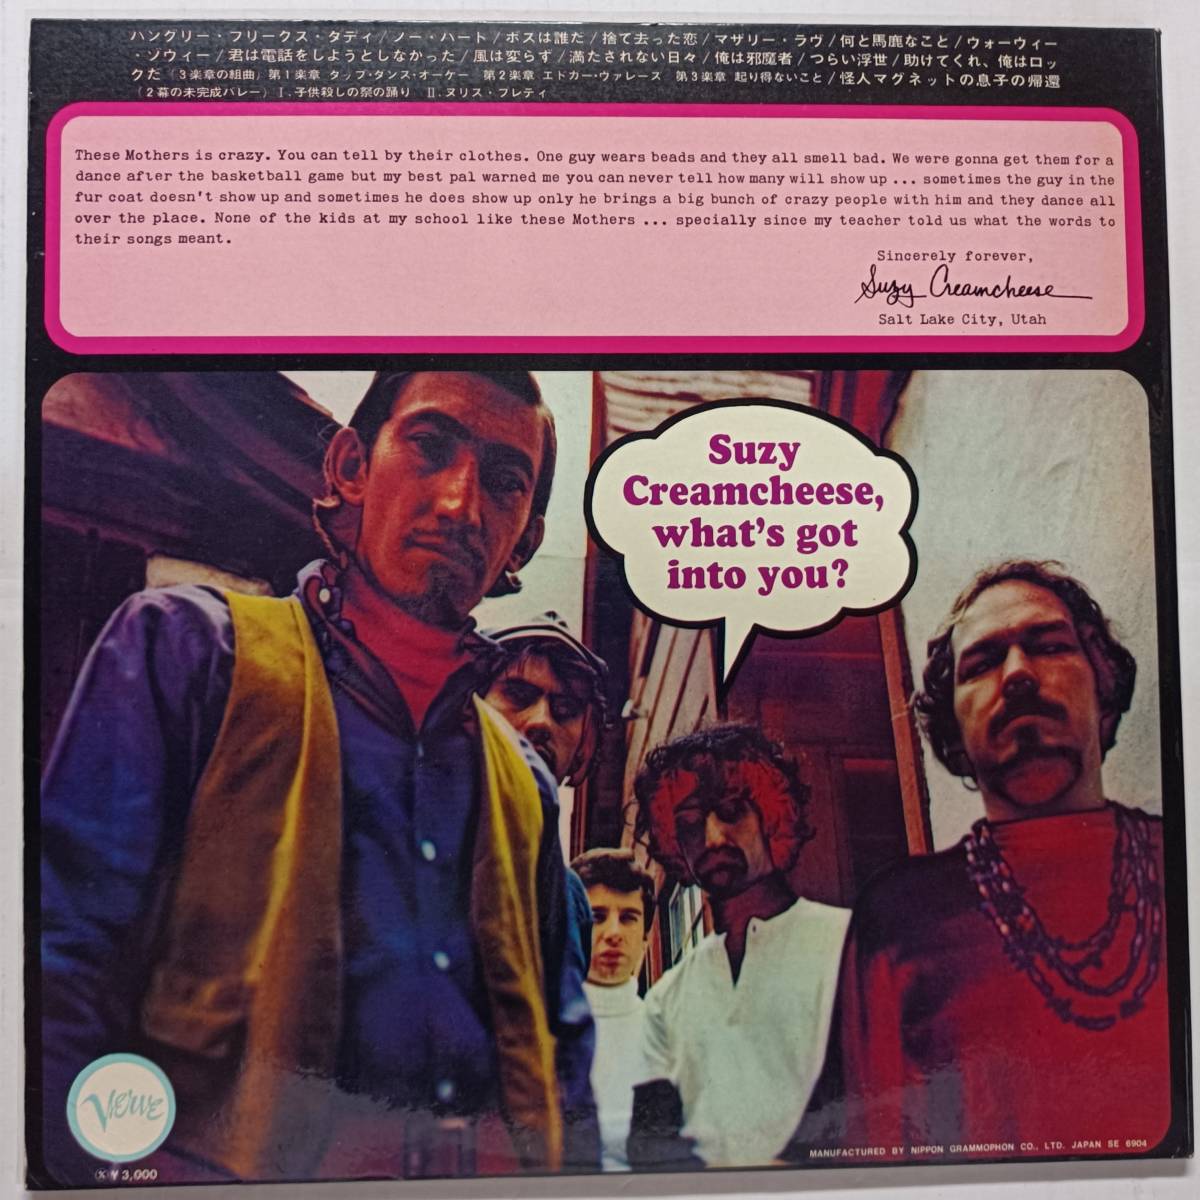 ハングリー・フリークス・タディ/ノー・ハート/ボスは誰だ/捨て去った恋/マザリー・ラヴ/何と馬鹿なこと/ウォーウィー
・ゾウィー/君は電話をしようとしなかった/風は変らず/満たされない日々/俺は邪魔者/つらい浮世/助けてくれ、俺はロッ
クだ（3楽章の組曲）第1楽章 タップ・ダンス・オーケー 第2楽章 エドガー・ヴァレーズ 第3楽章 起り得ないこと/怪人マグネットの息子の帰還
（2幕の未完成バレー）Ⅰ.子供殺しの祭の踊り Ⅱ.ヌリス・プレティ
These Mothers is crazy. You can tell by their clothes. One guy wears beads and they all smell bad. We were gonna get them for a
dance after the basketball game but my best pal warned me you can never tell how many will show up ... sometimes the guy in the
fur coat doesn't show up and sometimes he does show up only he brings a big bunch of crazy people with him and they dance all
over the place. None of the kids at my school like these Mothers ... specially since my teacher told us what the words to
their songs meant.
Sincerely forever,
Suzy Creamcheese
Salt Lake City, Utah
Suzy
Creamcheese,
what's got
into you?
Verve
Ⓧ ¥3,000
MANUFACTURED BY NIPPON GRAMMOPHON CO., LTD. JAPAN SE 6904